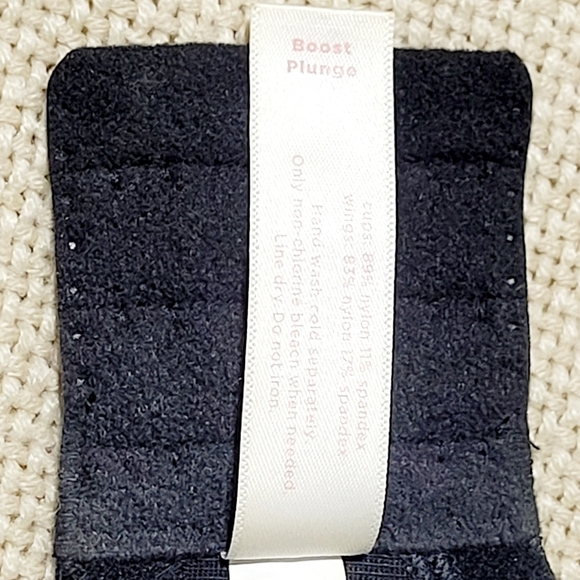 Boost
Plunge
cups: 89% nylon 11% spandex
wings: 83% nylon 17% spandex
Hand wash cold separately.
Only non-chlorine bleach when needed.
Line dry. Do not iron.